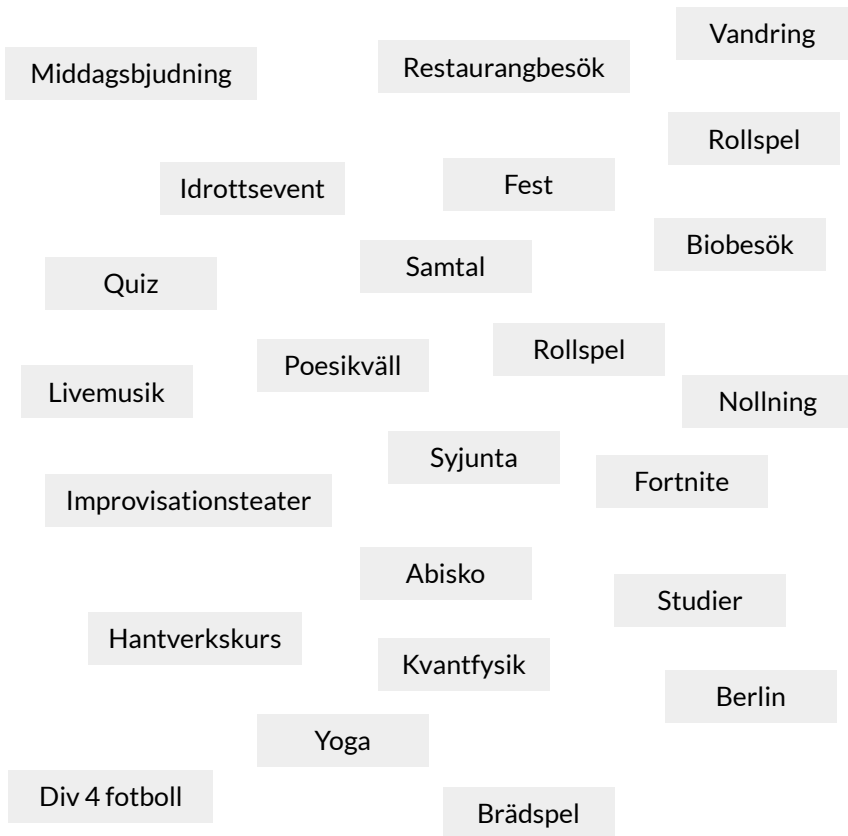 Vandring
Middagsbjudning
Restaurangbesök
Rollspel
Idrottsevent
Fest
Biobesök
Quiz
Samtal
Poesikväll
Rollspel
Livemusik
Nollning
Syjunta
Fortnite
Improvisationsteater
Abisko
Studier
Hantverkskurs
Kvantfysik
Berlin
Yoga
Div 4 fotboll
Brädspel